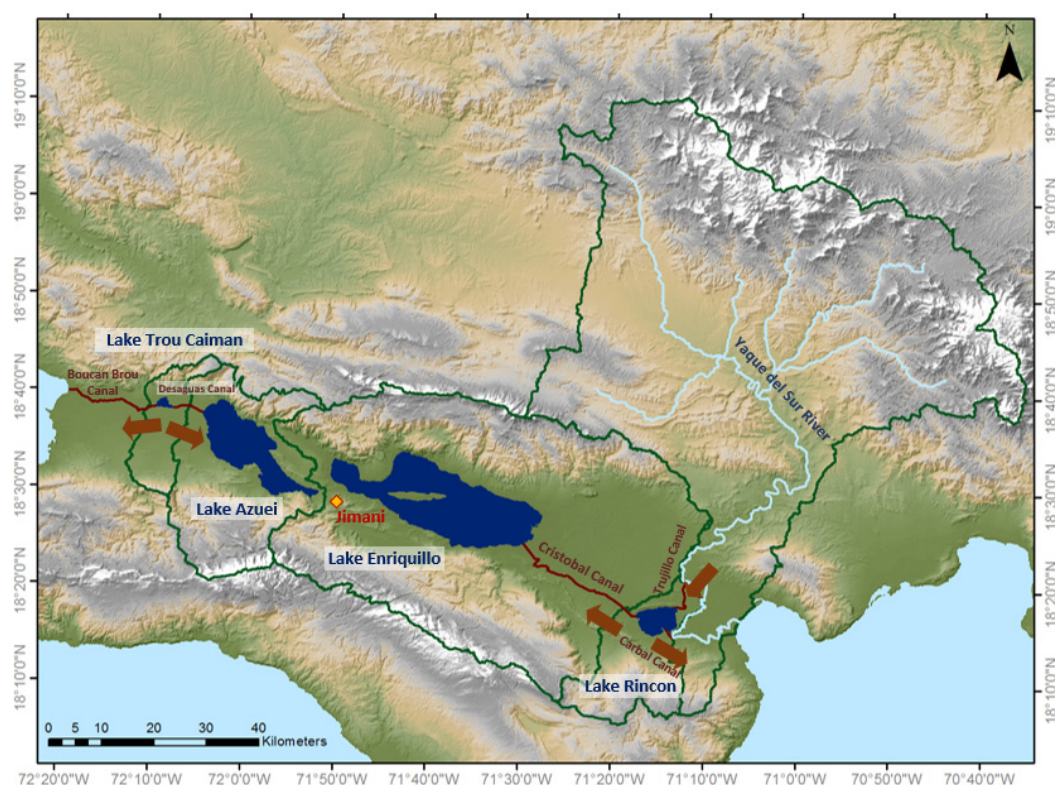 N
19°10'0"N
19°0'0"N
18°50'0"N
18°40'0"N
18°30'0"N
18°20'0"N
18°10'0"N
19°10'0"N
19°0'0"N
18°50'0"N
18°40'0"N
18°30'0"N
18°20'0"N
18°10'0"N
Lake Trou Caiman
Boucan Brou
Canal
Desaguas Canal
Yaque del Sur River
Lake Azuei
Jimani
Lake Enriquillo
Cristobal Canal
Trujillo Canal
Carbal Canal
Lake Rincon
0 5 10 20 30 40
Kilometers
72°20'0"W 72°10'0"W 72°0'0"W 71°50'0"W 71°40'0"W 71°30'0"W 71°20'0"W 71°10'0"W 71°0'0"W 70°50'0"W 70°40'0"W